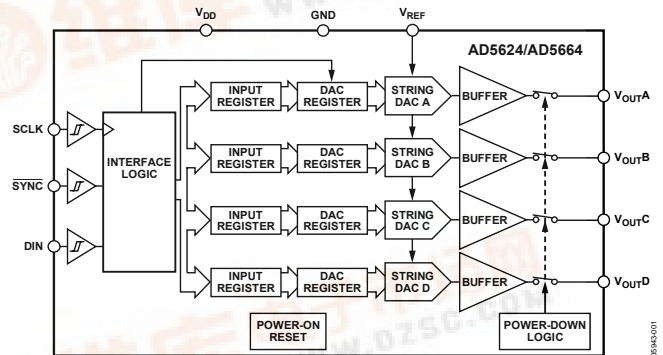 VDD GND VREF
AD5624/AD5664
INPUT REGISTER DAC REGISTER STRING DAC A BUFFER VOUTA
SCLK
INTERFACE LOGIC
INPUT REGISTER DAC REGISTER STRING DAC B BUFFER VOUTB
SYNC
INPUT REGISTER DAC REGISTER STRING DAC C BUFFER VOUTC
DIN
INPUT REGISTER DAC REGISTER STRING DAC D BUFFER VOUTD
POWER-ON RESET POWER-DOWN LOGIC
05943-001